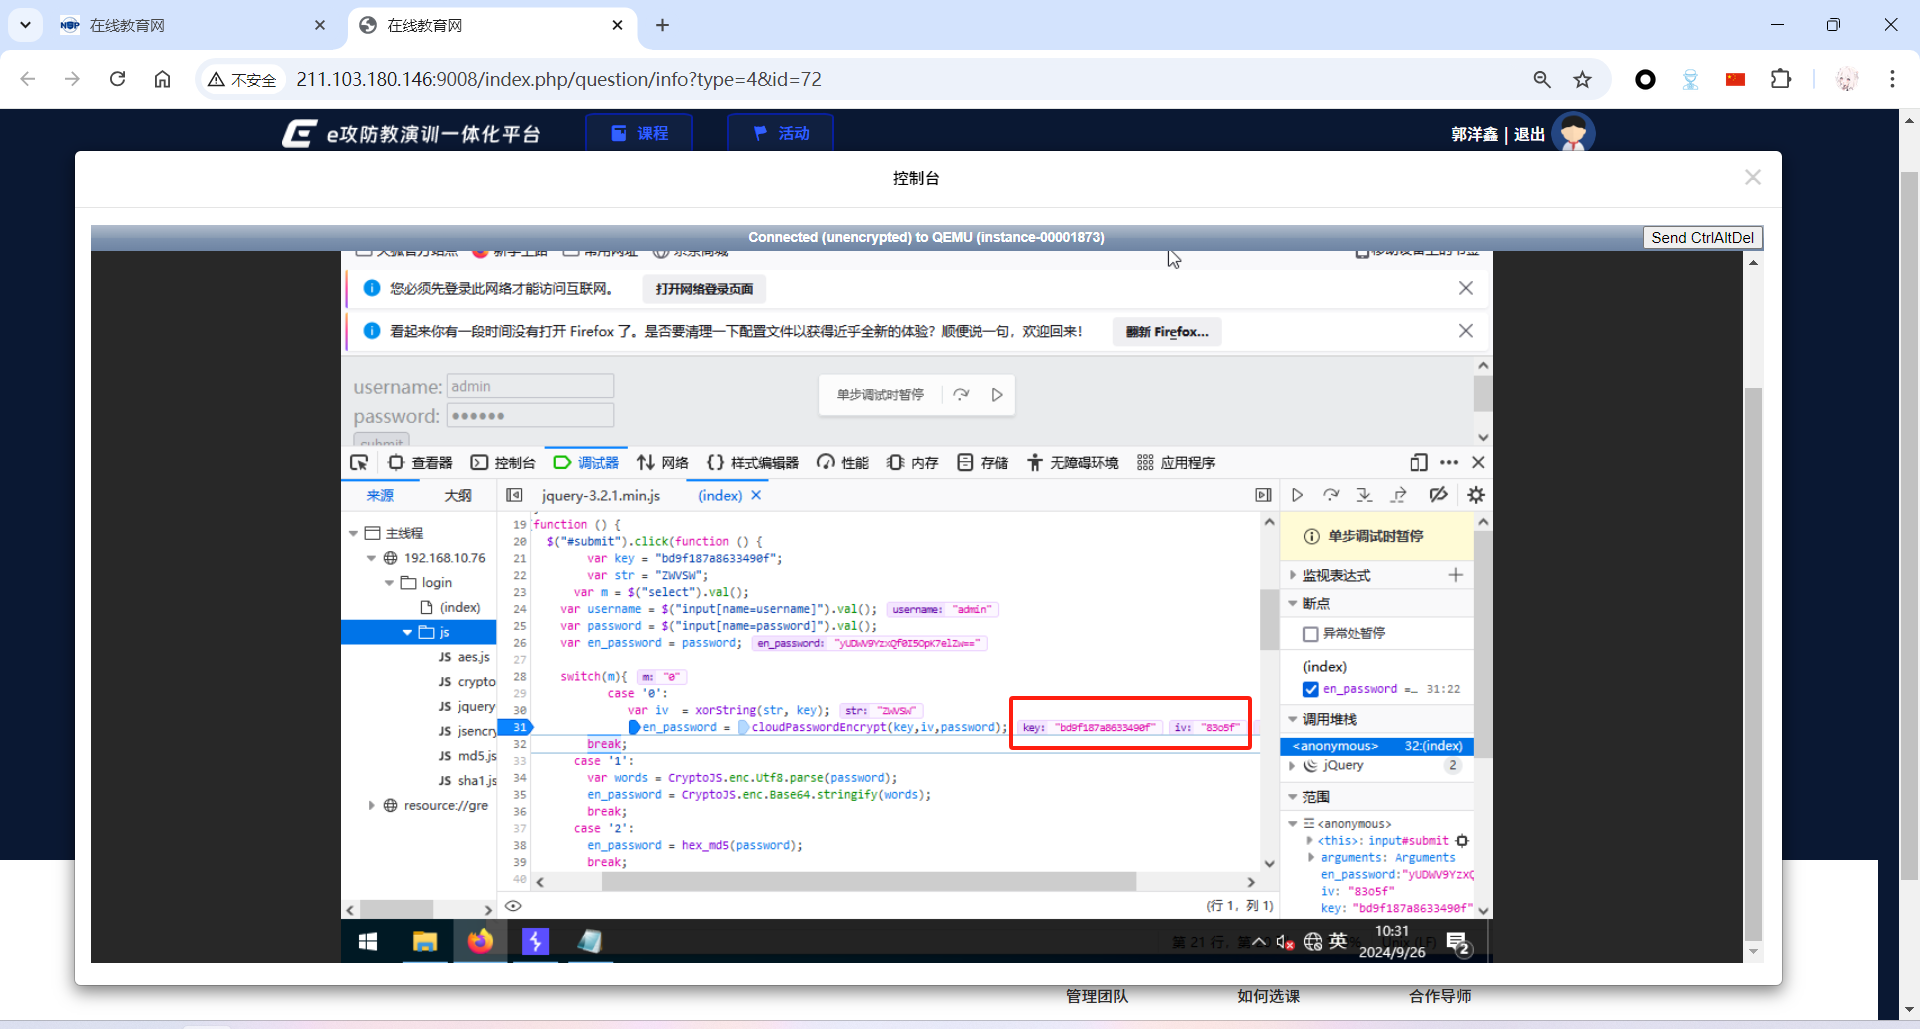 在线教育网
在线教育网
不安全
211.103.180.146:9008/index.php/question/info?type=4&id=72
e攻防教演训一体化平台
课程
活动
郭洋鑫 | 退出
控制台
Connected (unencrypted) to QEMU (instance-00001873)
Send CtrlAltDel
您必须先登录此网络才能访问互联网。
打开网络登录页面
看起来你有一段时间没有打开 Firefox 了。是否要清理一下配置文件以获得近乎全新的体验？顺便说一句，欢迎回来！
翻新 Firefox...
username: admin
password: ●●●●●●
submit
单步调试时暂停
查看器
控制台
调试器
网络
样式编辑器
性能
内存
存储
无障碍环境
应用程序
来源
大纲
jquery-3.2.1.min.js
(index)
主线程
192.168.10.76
login
(index)
js
JS aes.js
JS crypto
JS jquery
JS jsencry
JS md5.js
JS sha1.js
resource://gre
19 function () {
20 $("#submit").click(function () {
21 var key = "bd9f187a8633490f";
22 var str = "ZWVSW";
23 var m = $("select").val();
24 var username = $("input[name=username]").val(); username: "admin"
25 var password = $("input[name=password]").val();
26 var en_password = password; en_password: "yUDWV9YzxQf0I5OpK7elZw=="
27
28 switch(m){ m: "0"
29 case '0':
30 var iv = xorString(str, key); str: "ZWVSW"
31 en_password = cloudPasswordEncrypt(key,iv,password); key: "bd9f187a8633490f" iv: "83o5f"
32 break;
33 case '1':
34 var words = CryptoJS.enc.Utf8.parse(password);
35 en_password = CryptoJS.enc.Base64.stringify(words);
36 break;
37 case '2':
38 en_password = hex_md5(password);
39 break;
40
(行 1，列 1)
单步调试时暂停
监视表达式
断点
异常处暂停
(index)
en_password =… 31:22
调用堆栈
<anonymous> 32:(index)
jQuery 2
范围
<anonymous>
<this>: input#submit
arguments: Arguments
en_password:"yUDWV9YzxQ
iv: "83o5f"
key: "bd9f187a8633490f"
英
10:31
2024/9/26
2
管理团队
如何选课
合作导师